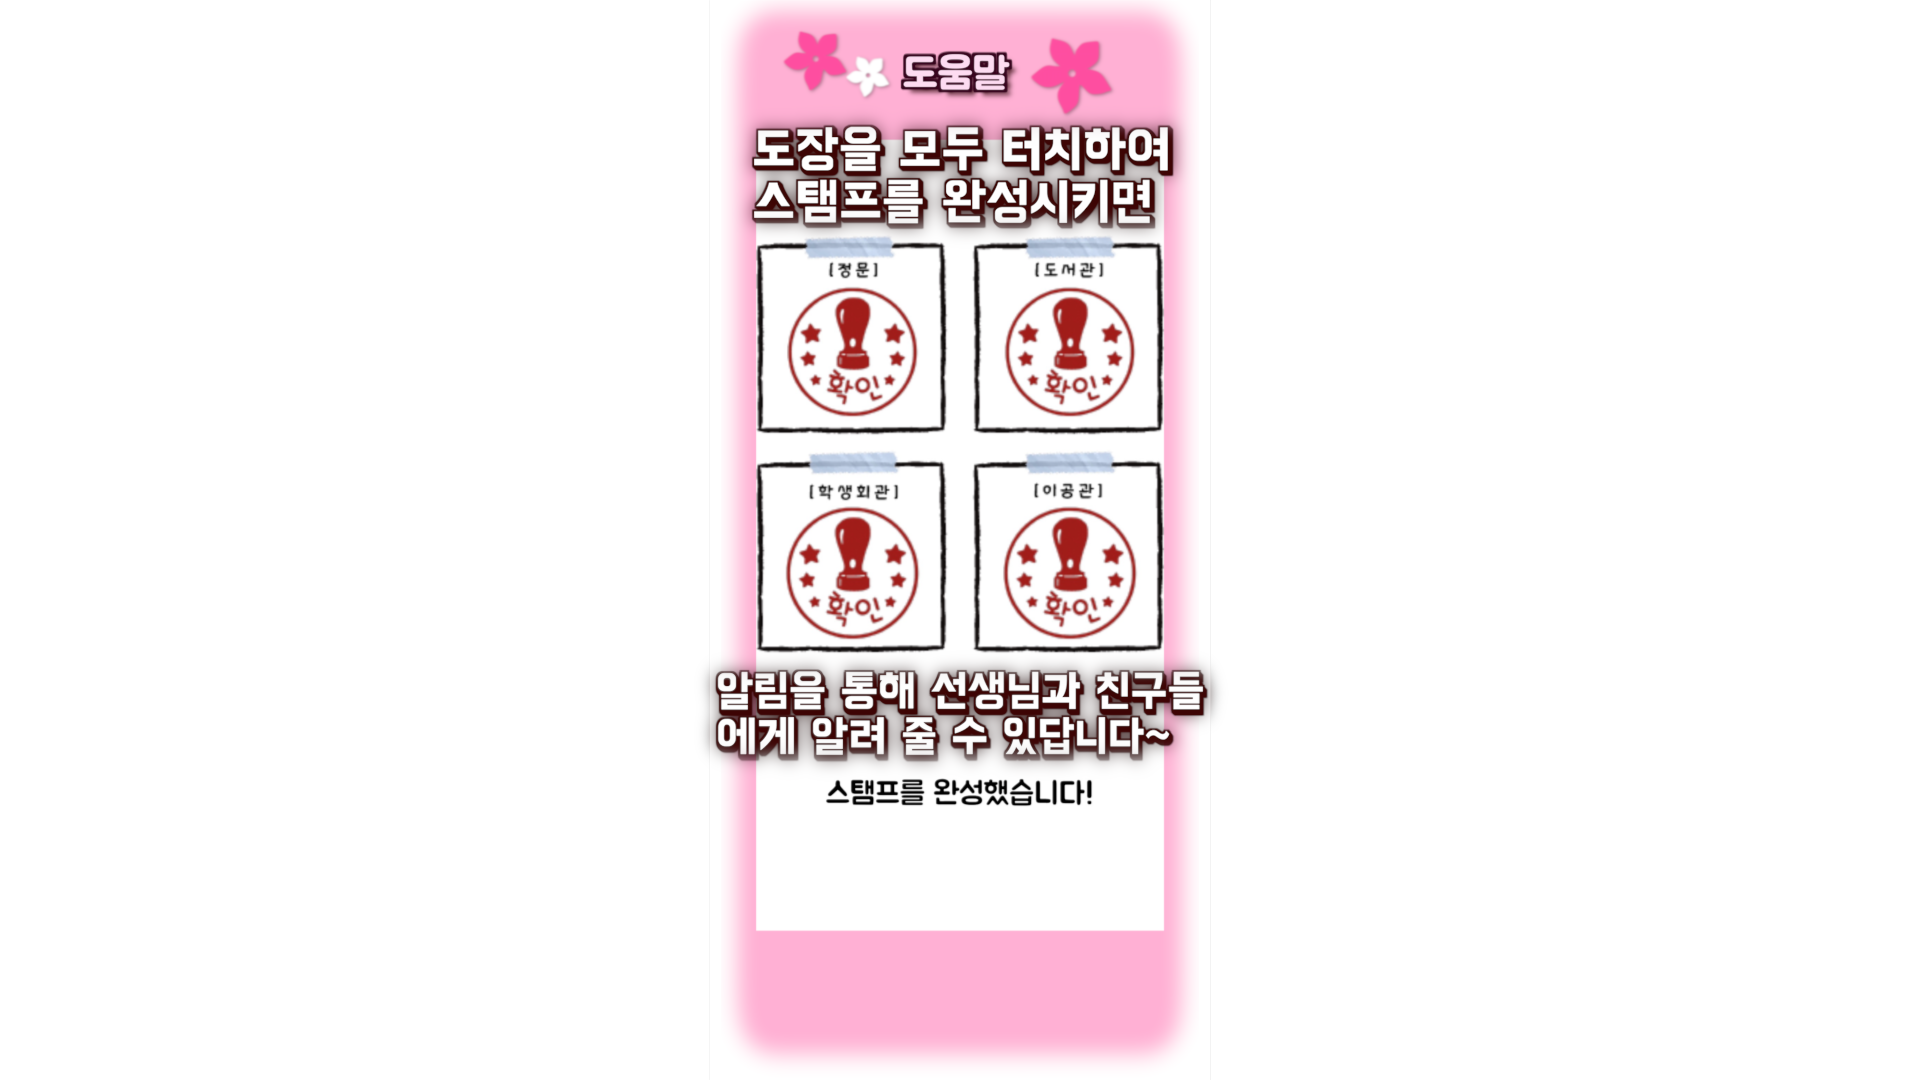 도움말
도장을 모두 터치하여
스탬프를 완성시키면
[정문]
[도서관]
확인
확인
[학생회관]
[이공관]
확인
확인
알림을 통해 선생님과 친구들
에게 알려 줄 수 있답니다~
스탬프를 완성했습니다!